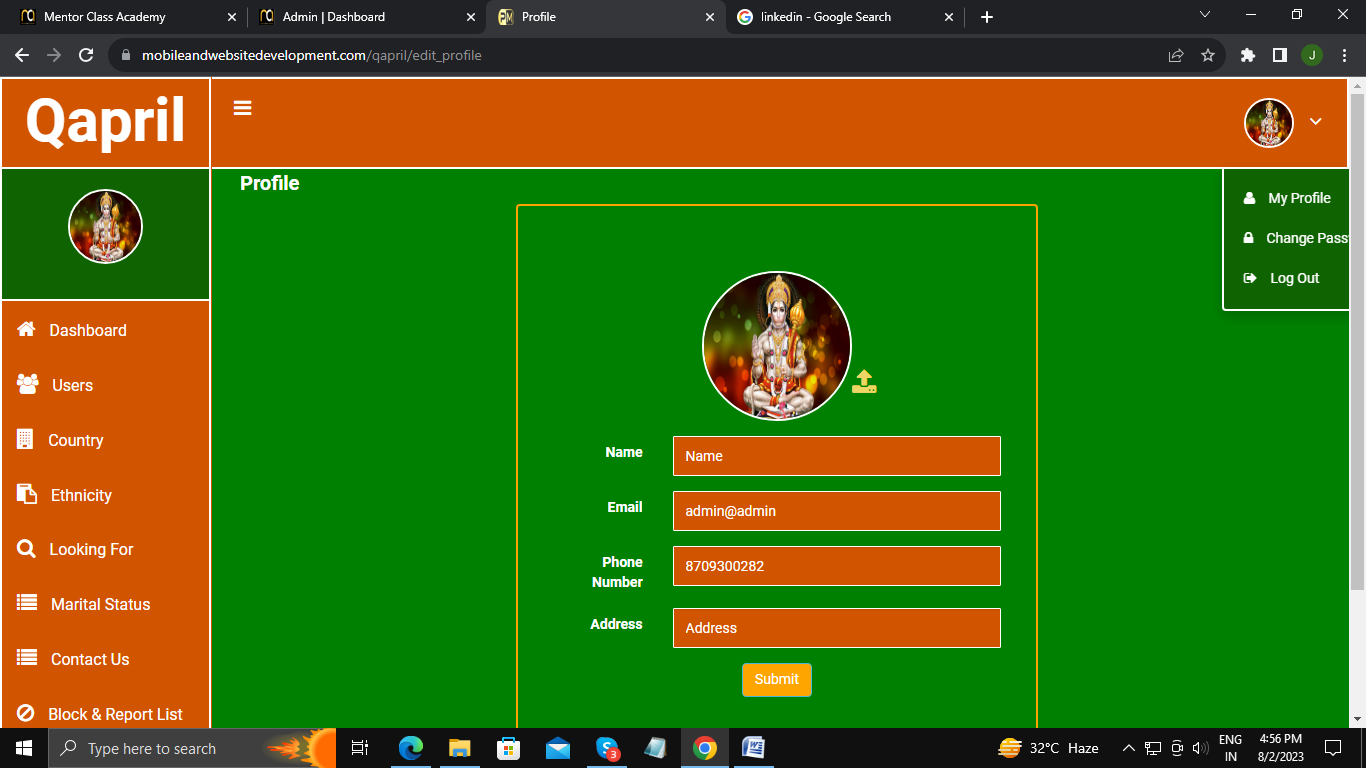 Mentor Class Academy
Admin | Dashboard
Profile
linkedin - Google Search
mobileandwebsitedevelopment.com/qapril/edit_profile
J
Qapril
Profile
My Profile
Change Pass
Log Out
Dashboard
Users
Country
Ethnicity
Looking For
Marital Status
Contact Us
Block & Report List
Name
Name
Email
admin@admin
Phone
Number
8709300282
Address
Address
Submit
Type here to search
3
32°C Haze
ENG
IN
4:56 PM
8/2/2023